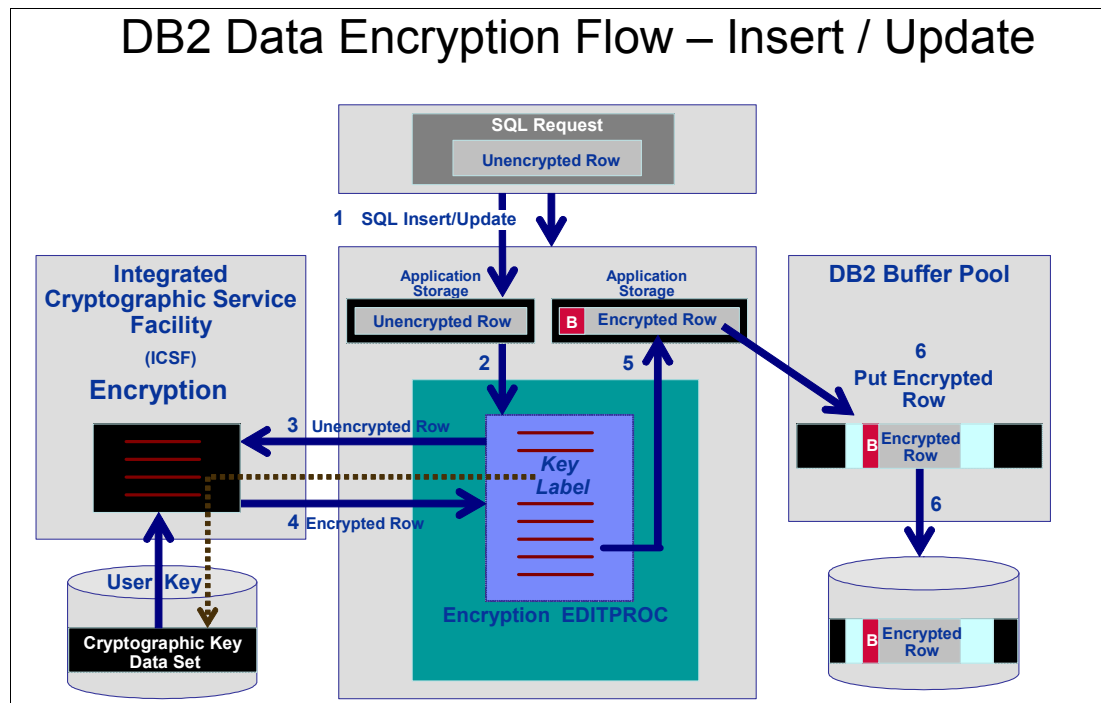 DB2 Data Encryption Flow – Insert / Update
SQL Request
Unencrypted Row
1 SQL Insert/Update
Integrated
Cryptographic Service
Facility
(ICSF)
Encryption
Application
Storage
Unencrypted Row
Application
Storage
B Encrypted Row
DB2 Buffer Pool
2
5
6
Put Encrypted
Row
3 Unencrypted Row
Key
Label
B Encrypted
Row
4 Encrypted Row
6
User Key
Encryption EDITPROC
Cryptographic Key
Data Set
B Encrypted
Row